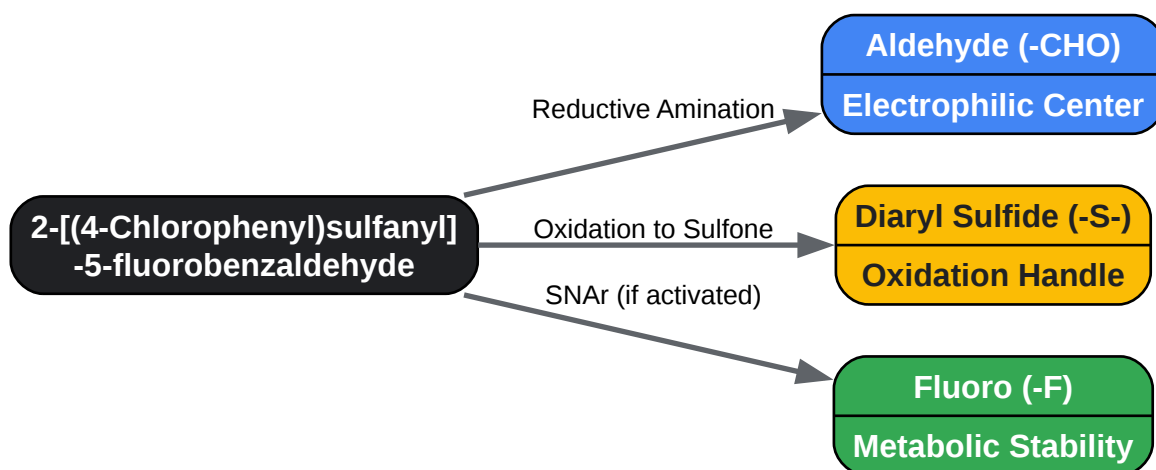 Aldehyde (-CHO)
Electrophilic Center
Reductive Amination
2-[(4-Chlorophenyl)sulfanyl]
-5-fluorobenzaldehyde
Oxidation to Sulfone
Diaryl Sulfide (-S-)
Oxidation Handle
SNAr (if activated)
Fluoro (-F)
Metabolic Stability